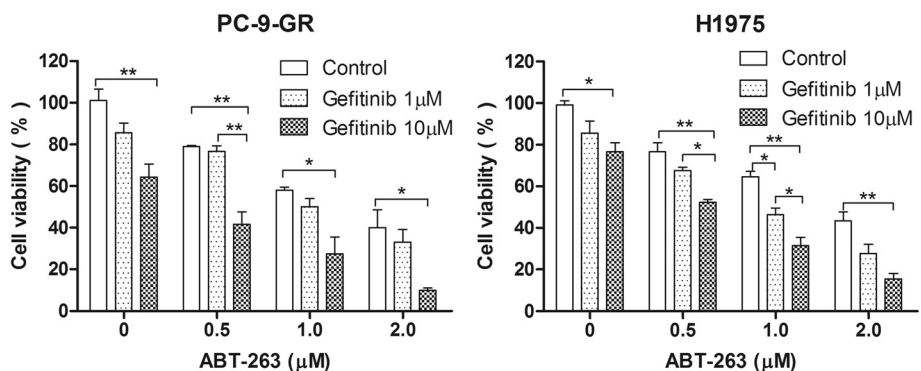 PC-9-GR
120
100
80
60
40
20
0
Cell viability ( % )
**
**
**
*
*
Control
Gefitinib 1μM
Gefitinib 10μM
0 0.5 1.0 2.0
ABT-263 (μM)
H1975
120
100
80
60
40
20
0
Cell viability ( % )
*
**
*
**
*
*
**
Control
Gefitinib 1μM
Gefitinib 10μM
0 0.5 1.0 2.0
ABT-263 (μM)